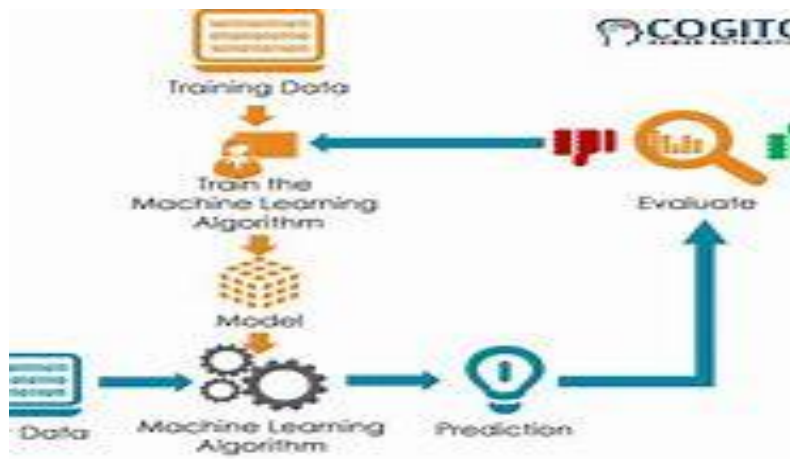 COGITO
Training Data
Train the
Machine Learning
Algorithm
Evaluate
Model
Data
Machine Learning
Algorithm
Prediction